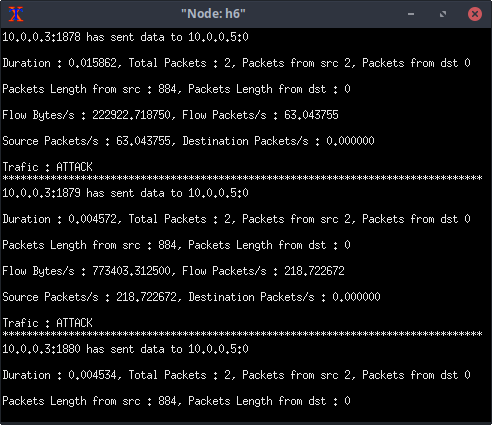 "Node: h6"
10.0.0.3:1878 has sent data to 10.0.0.5:0
Duration : 0.015862, Total Packets : 2, Packets from src 2, Packets from dst 0
Packets Length from src : 884, Packets Length from dst : 0
Flow Bytes/s : 222922.718750, Flow Packets/s : 63.043755
Source Packets/s : 63.043755, Destination Packets/s : 0.000000
Trafic : ATTACK
********************************************************************************
10.0.0.3:1879 has sent data to 10.0.0.5:0
Duration : 0.004572, Total Packets : 2, Packets from src 2, Packets from dst 0
Packets Length from src : 884, Packets Length from dst : 0
Flow Bytes/s : 773403.312500, Flow Packets/s : 218.722672
Source Packets/s : 218.722672, Destination Packets/s : 0.000000
Trafic : ATTACK
********************************************************************************
10.0.0.3:1880 has sent data to 10.0.0.5:0
Duration : 0.004534, Total Packets : 2, Packets from src 2, Packets from dst 0
Packets Length from src : 884, Packets Length from dst : 0